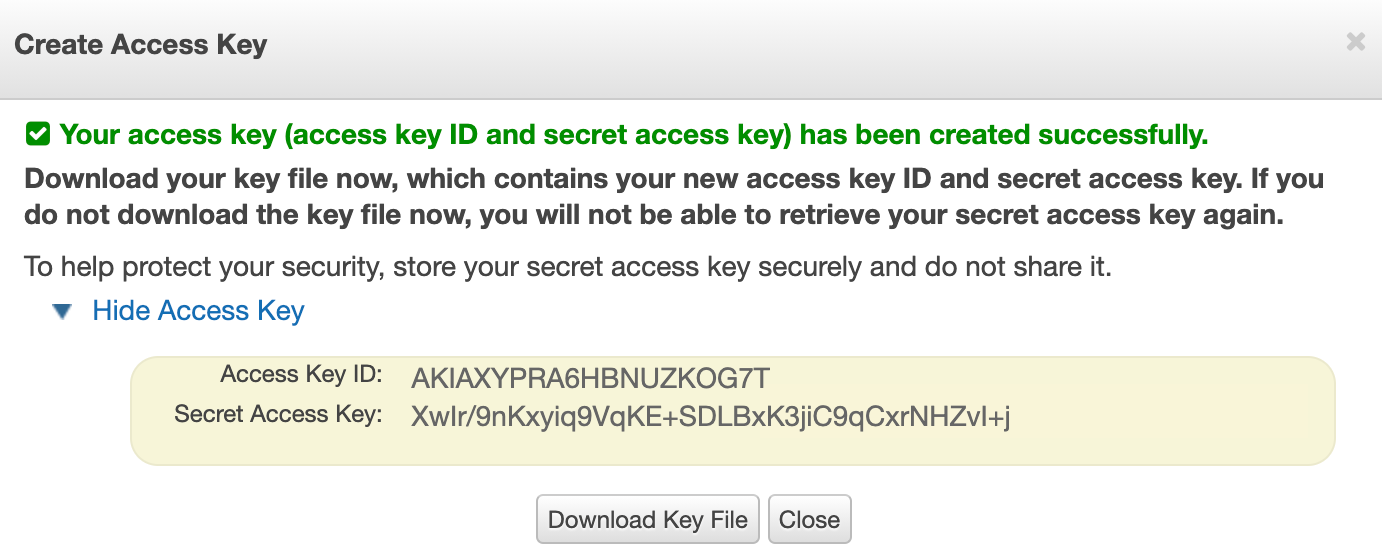 Create Access Key
Your access key (access key ID and secret access key) has been created successfully.
Download your key file now, which contains your new access key ID and secret access key. If you
do not download the key file now, you will not be able to retrieve your secret access key again.
To help protect your security, store your secret access key securely and do not share it.
Hide Access Key
Access Key ID: AKIAXYPRA6HBNUZKOG7T
Secret Access Key: XwIr/9nKxyiq9VqKE+SDLBxK3jiC9qCxrNHZvI+j
Download Key File Close